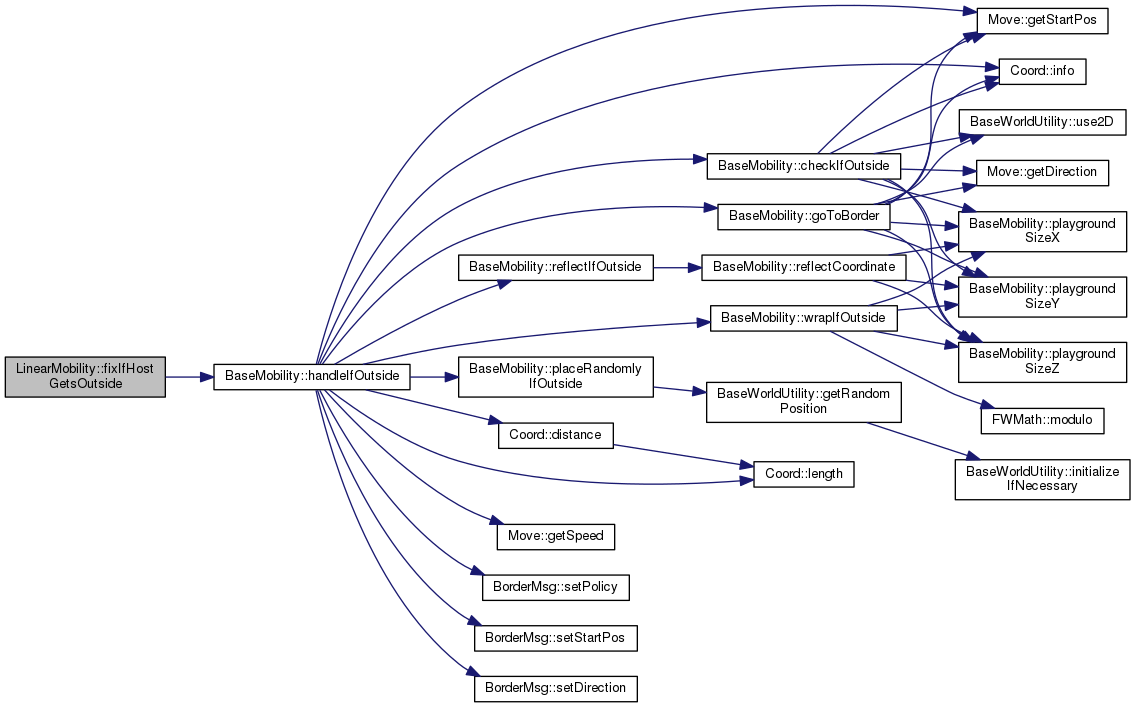 Move::getStartPos
Coord::info
BaseWorldUtility::use2D
BaseMobility::checkIfOutside
Move::getDirection
BaseMobility::goToBorder
BaseMobility::playground
SizeX
BaseMobility::reflectIfOutside
BaseMobility::reflectCoordinate
BaseMobility::playground
SizeY
BaseMobility::wrapIfOutside
BaseMobility::playground
SizeZ
LinearMobility::fixIfHost
GetsOutside
BaseMobility::handleIfOutside
BaseMobility::placeRandomly
IfOutside
BaseWorldUtility::getRandom
Position
FWMath::modulo
Coord::distance
Coord::length
BaseWorldUtility::initialize
IfNecessary
Move::getSpeed
BorderMsg::setPolicy
BorderMsg::setStartPos
BorderMsg::setDirection